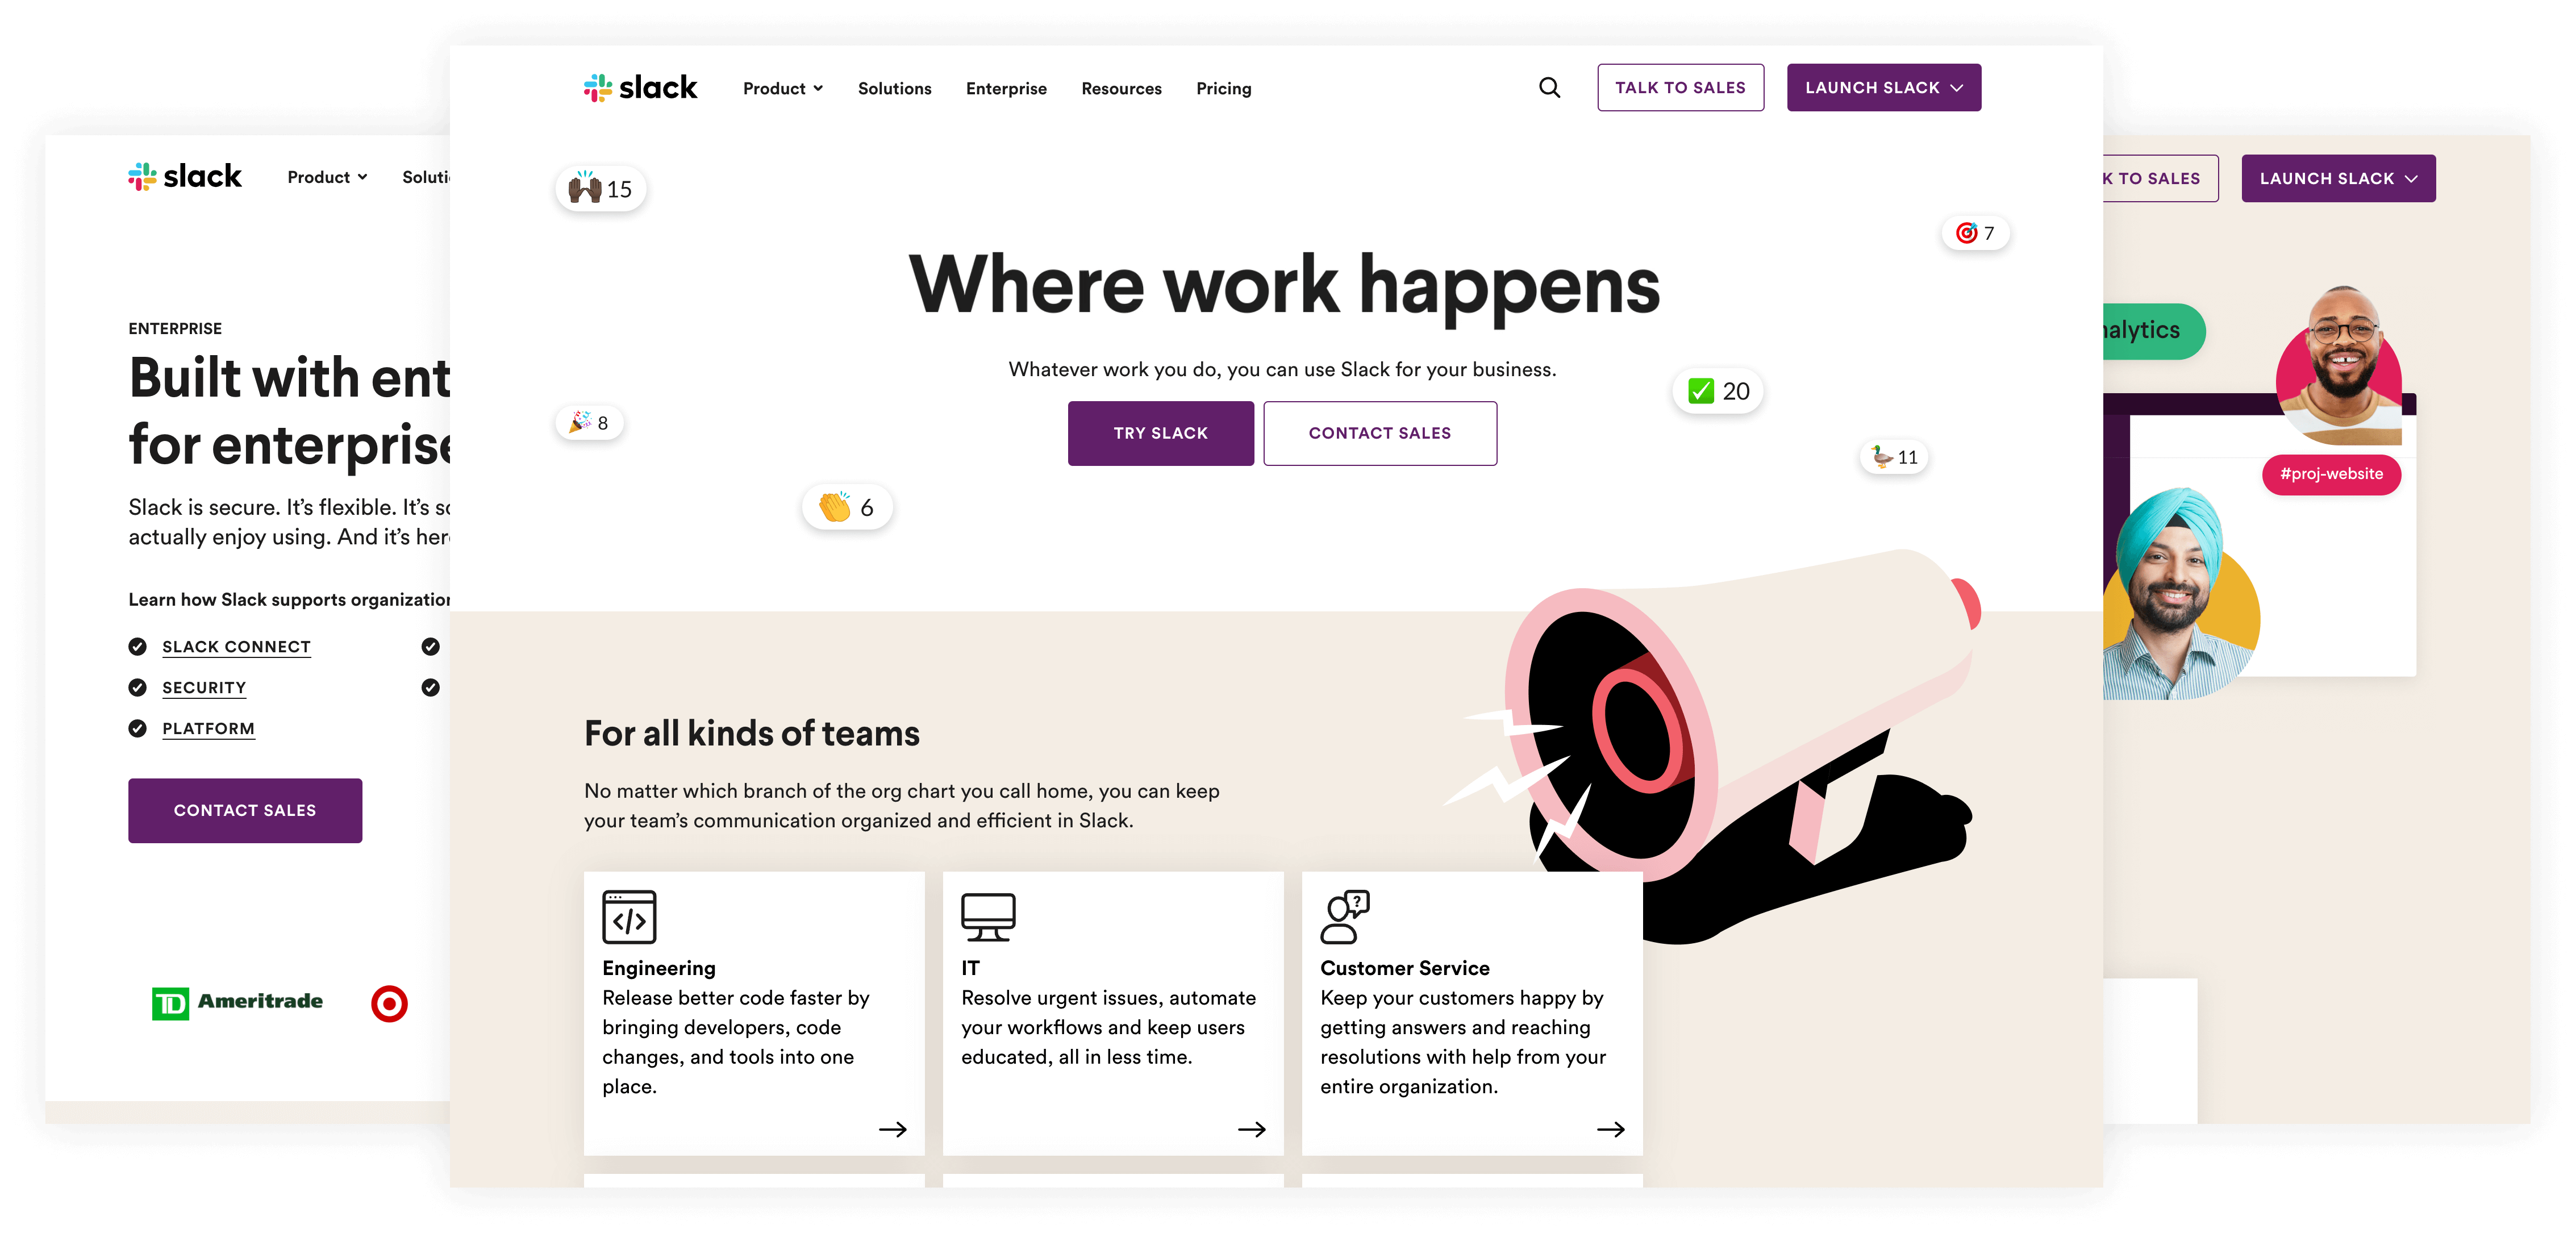 slack
Product
Solutions
Enterprise
Resources
Pricing
TALK TO SALES
LAUNCH SLACK
15
7
Where work happens
Whatever work you do, you can use Slack for your business.
TRY SLACK
CONTACT SALES
8
20
11
6
For all kinds of teams
No matter which branch of the org chart you call home, you can keep
your team’s communication organized and efficient in Slack.
</>
Engineering
Release better code faster by
bringing developers, code
changes, and tools into one
place.
IT
Resolve urgent issues, automate
your workflows and keep users
educated, all in less time.
?
Customer Service
Keep your customers happy by
getting answers and reaching
resolutions with help from your
entire organization.
slack
Product
ENTERPRISE
Built with
for enterprise
Slack is secure. It’s flexible. It’s
actually enjoy using. And it’s
Learn how Slack supports
SLACK CONNECT
SECURITY
PLATFORM
CONTACT SALES
TD Ameritrade
TO SALES
LAUNCH SLACK
#proj-website